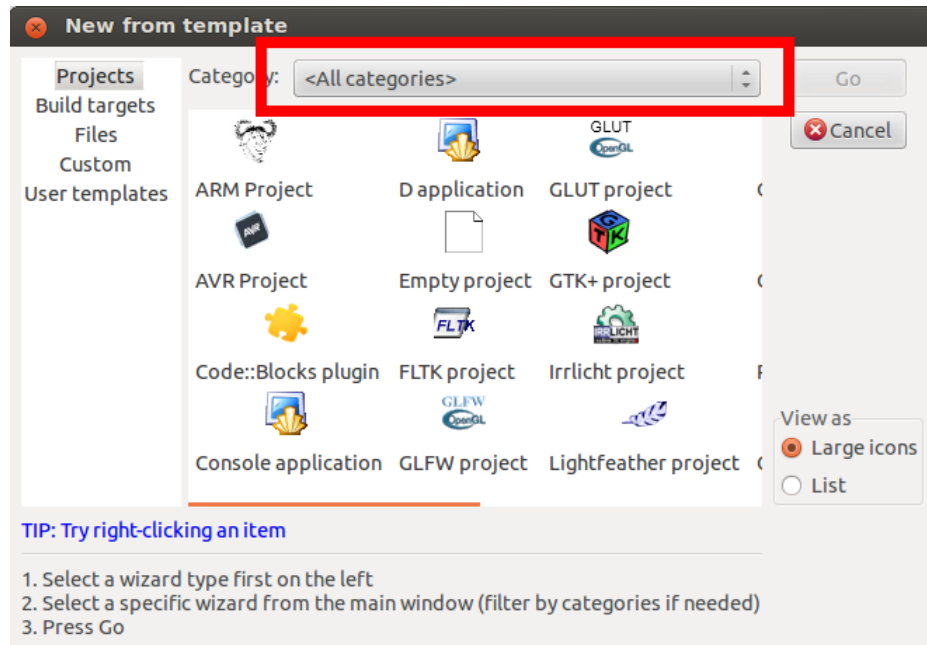 New from template
Projects
Build targets
Files
Custom
User templates
Category: <All categories>
Go
Cancel
GLUT
OpenGL
ARM Project D application GLUT project
AVR
GTK
AVR Project Empty project GTK+ project
FLTK
IRRLICHT
Code::Blocks plugin FLTK project Irrlicht project
GLFW
OpenGL
Console application GLFW project Lightfeather project
View as
Large icons
List
TIP: Try right-clicking an item
1. Select a wizard type first on the left
2. Select a specific wizard from the main window (filter by categories if needed)
3. Press Go